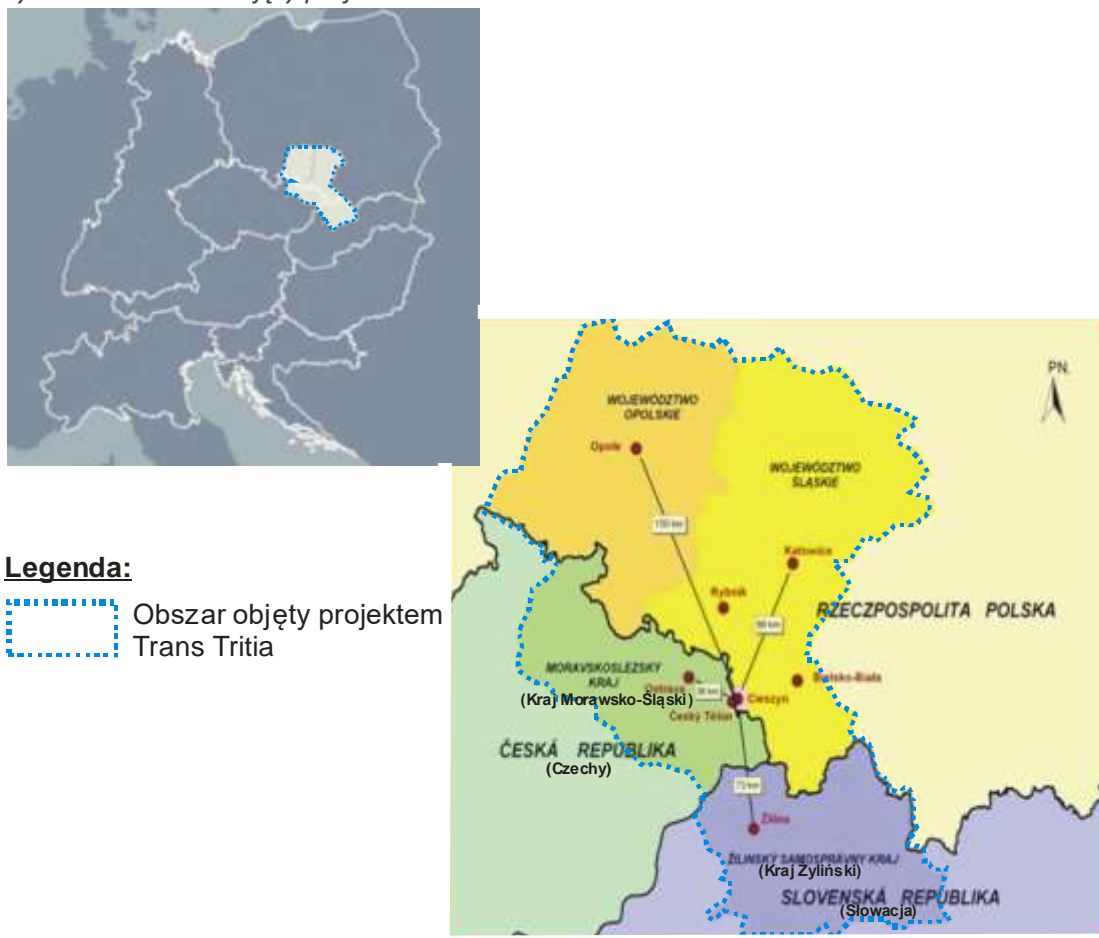 PN.
WOJEWÓDZTWO
OPOLSKIE
Opole
WOJEWÓDZTWO
ŚLĄSKIE
150 km
Katowice
Legenda:
Obszar objęty projektem
Trans Tritia
Rybnik
RZECZPOSPOLITA POLSKA
MORAVSKOSLEZSKÝ
KRAJ
Ostrava
(Kraj Morawsko-Śląski)
Bielsko-Biała
Cieszyn
Český Těšín
ČESKÁ REPUBLIKA
(Czechy)
Žilina
ŽILINSKÝ SAMOSPRÁVNY KRAJ
(Kraj Żyliński)
SLOVENSKÁ REPUBLIKA
(Słowacja)